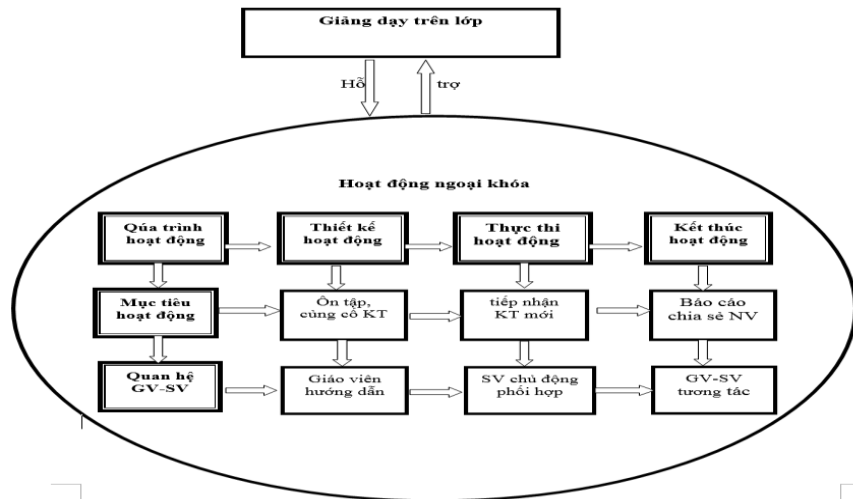 Giảng dạy trên lớp
Hỗ trợ
Hoạt động ngoại khóa
Qúa trình
hoạt động
Thiết kế
hoạt động
Thực thi
hoạt động
Kết thúc
hoạt động
Mục tiêu
hoạt động
Ôn tập,
củng cố KT
tiếp nhận
KT mới
Báo cáo
chia sẻ NV
Quan hệ
GV-SV
Giáo viên
hướng dẫn
SV chủ động
phối hợp
GV-SV
tương tác